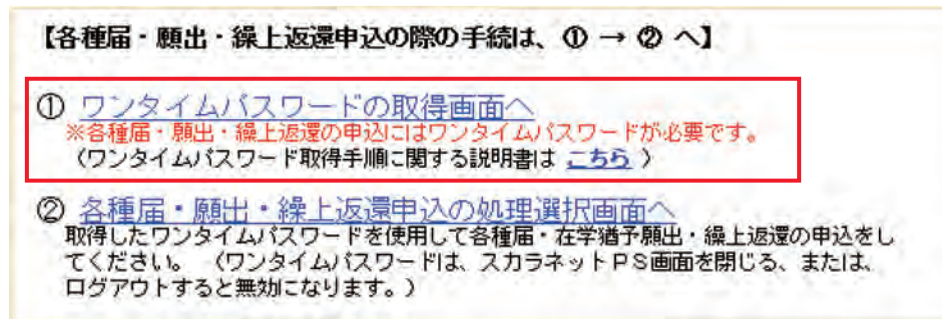 【各種届・願出・繰上返還申込の際の手続は、① → ② へ】
① ワンタイムパスワードの取得画面へ
※各種届・願出・繰上返還の申込にはワンタイムパスワードが必要です。
（ワンタイムパスワード取得手順に関する説明書は こちら ）
② 各種届・願出・繰上返還申込の処理選択画面へ
取得したワンタイムパスワードを使用して各種届・在学猶予願出・繰上返還の申込をし
てください。 （ワンタイムパスワードは、スカラネットＰＳ画面を閉じる、または、
ログアウトすると無効になります。）